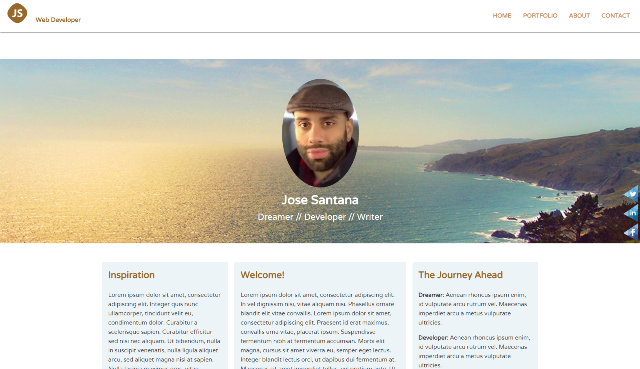 JS
Web Developer
HOME PORTFOLIO ABOUT CONTACT
Jose Santana
Dreamer // Developer // Writer
Inspiration
Lorem ipsum dolor sit amet, consectetur
adipiscing elit. Integer quis nunc
ullamcorper, tincidunt velit eu,
condimentum dolor. Curabitur a
scelerisque sapien. Curabitur efficitur
sed nisi nec aliquam. Ut bibendum, nulla
in suscipit venenatis, nulla ligula aliquet
arcu, sed aliquet magna nisl at sapien.
Welcome!
Lorem ipsum dolor sit amet, consectetur adipiscing elit.
In vel dignissim nisi, vitae aliquam nisi. Phasellus ornare
blandit elit vitae convallis. Lorem ipsum dolor sit amet,
consectetur adipiscing elit. Praesent id erat maximus,
convallis urna vitae, placerat ipsum. Suspendisse
fermentum nibh at fermentum accumsan. Morbi elit
magna, cursus sit amet viverra eu, semper eget lectus.
Integer blandit lectus orci, ut dapibus dui fermentum at.
The Journey Ahead
Dreamer: Aenean rhoncus ipsum enim,
id vulputate arcu rutrum vel. Maecenas
imperdiet arcu a metus vulputate
ultricies.
Developer: Aenean rhoncus ipsum enim,
id vulputate arcu rutrum vel. Maecenas
imperdiet arcu a metus vulputate